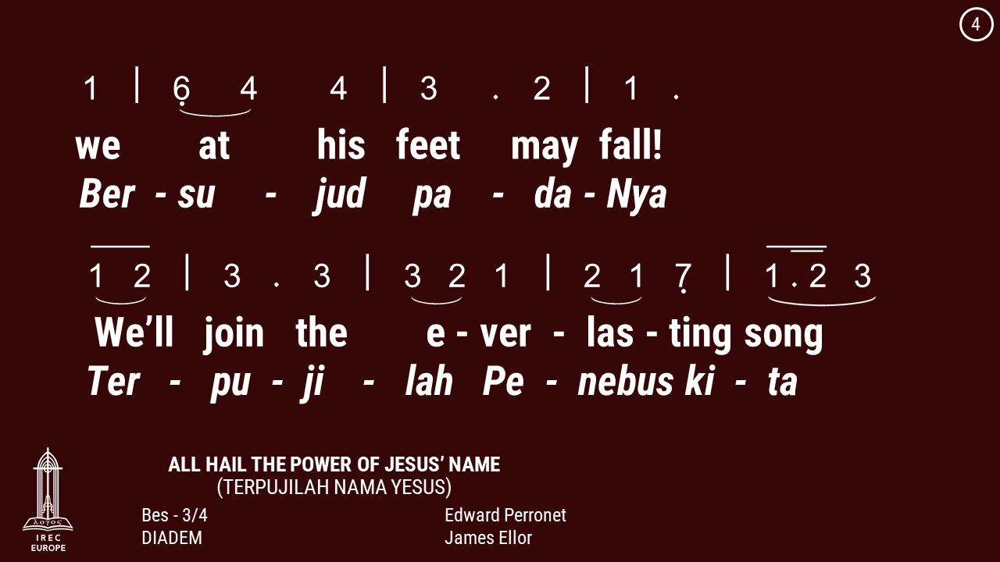 4
1 | 6̣ 4 4 | 3 . 2 | 1 .
we at his feet may fall!
Ber - su - jud pa - da - Nya
1 2 | 3 . 3 | 3 2 1 | 2 1 7̣ | 1 . 2 3
We’ll join the e - ver - las - ting song
Ter - pu - ji - lah Pe - nebus ki - ta
ALL HAIL THE POWER OF JESUS’ NAME
(TERPUJILAH NAMA YESUS)
Bes - 3/4 Edward Perronet
DIADEM James Ellor
λογος
IREC
EUROPE